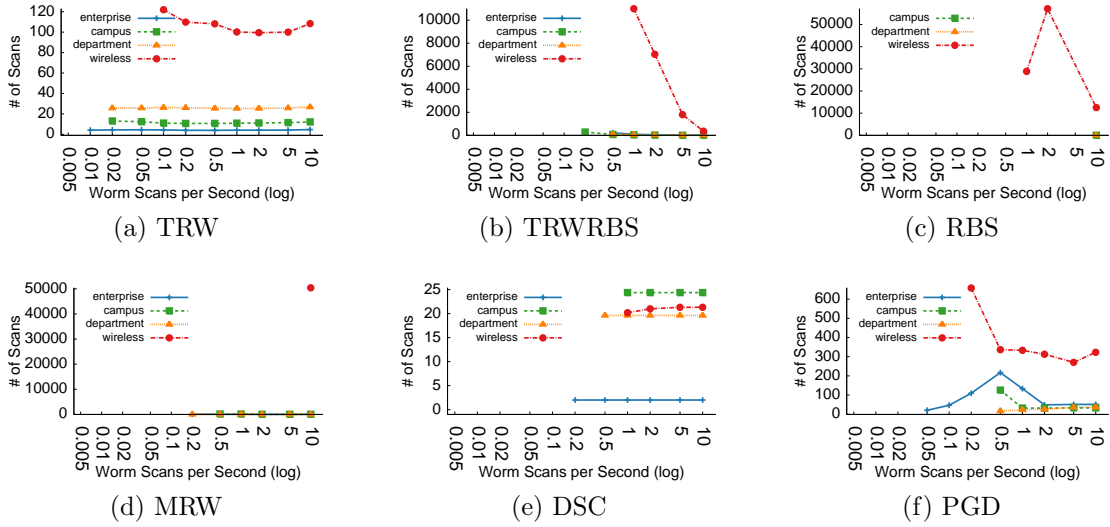 120
100
80
60
40
20
0
# of Scans
enterprise
campus
department
wireless
0.005
0.01
0.02
0.05
0.1
0.2
0.5
1
2
5
10
Worm Scans per Second (log)
(a) TRW
10000
8000
6000
4000
2000
0
# of Scans
enterprise
campus
department
wireless
0.005
0.01
0.02
0.05
0.1
0.2
0.5
1
2
5
10
Worm Scans per Second (log)
(b) TRWRBS
50000
40000
30000
20000
10000
0
# of Scans
campus
department
wireless
0.005
0.01
0.02
0.05
0.1
0.2
0.5
1
2
5
10
Worm Scans per Second (log)
(c) RBS
50000
40000
30000
20000
10000
0
# of Scans
enterprise
campus
department
wireless
0.005
0.01
0.02
0.05
0.1
0.2
0.5
1
2
5
10
Worm Scans per Second (log)
(d) MRW
25
20
15
10
5
0
# of Scans
enterprise
campus
department
wireless
0.005
0.01
0.02
0.05
0.1
0.2
0.5
1
2
5
10
Worm Scans per Second (log)
(e) DSC
600
500
400
300
200
100
0
# of Scans
enterprise
campus
department
wireless
0.005
0.01
0.02
0.05
0.1
0.2
0.5
1
2
5
10
Worm Scans per Second (log)
(f) PGD